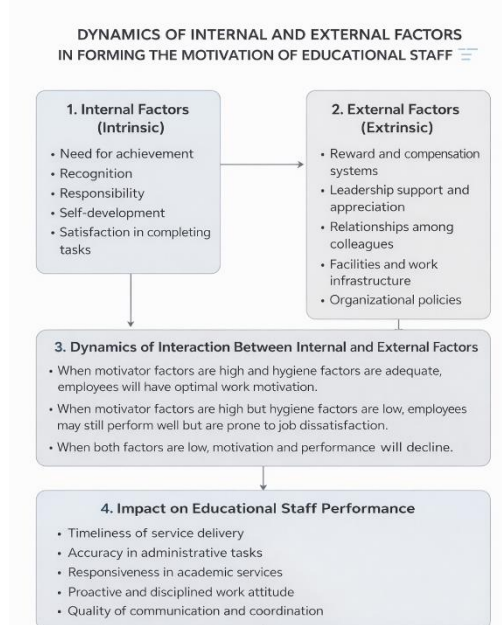 DYNAMICS OF INTERNAL AND EXTERNAL FACTORS
IN FORMING THE MOTIVATION OF EDUCATIONAL STAFF
1. Internal Factors
(Intrinsic)
• Need for achievement
• Recognition
• Responsibility
• Self-development
• Satisfaction in completing
tasks
2. External Factors
(Extrinsic)
• Reward and compensation
systems
• Leadership support and
appreciation
• Relationships among
colleagues
• Facilities and work
infrastructure
• Organizational policies
3. Dynamics of Interaction Between Internal and External Factors
• When motivator factors are high and hygiene factors are adequate,
employees will have optimal work motivation.
• When motivator factors are high but hygiene factors are low, employees
may still perform well but are prone to job dissatisfaction.
• When both factors are low, motivation and performance will decline.
4. Impact on Educational Staff Performance
• Timeliness of service delivery
• Accuracy in administrative tasks
• Responsiveness in academic services
• Proactive and disciplined work attitude
• Quality of communication and coordination